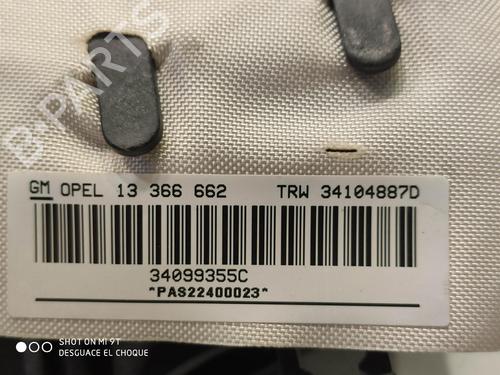 B-PARTS
GM OPEL 13 366 662 TRW 34104887D
34099355C
*PAS22400023*
SHOT ON MI 9T
DESGUACE EL CHOQUE